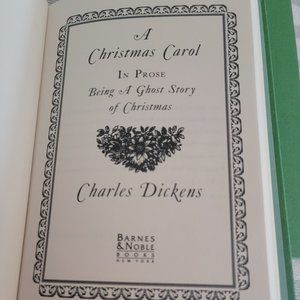 A
Christmas Carol
IN PROSE
Being A Ghost Story
of Christmas
Charles Dickens
BARNES
& NOBLE
BOOKS
NEW YORK